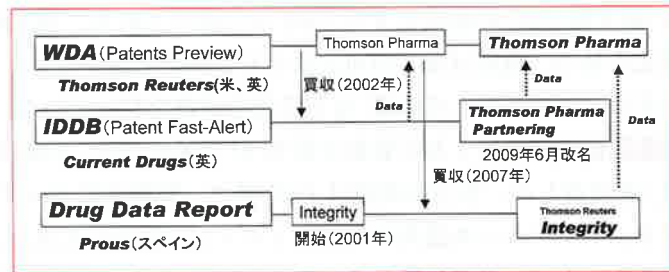 WDA (Patents Preview)
Thomson Pharma
Thomson Pharma
Thomson Reuters(米、英)
買収(2002年)
Data
Data
IDDB (Patent Fast-Alert)
Thomson Pharma
Partnering
Data
Current Drugs(英)
2009年6月改名
買収(2007年)
Drug Data Report
Integrity
Thomson Reuters
Integrity
Prous(スペイン)
開始(2001年)